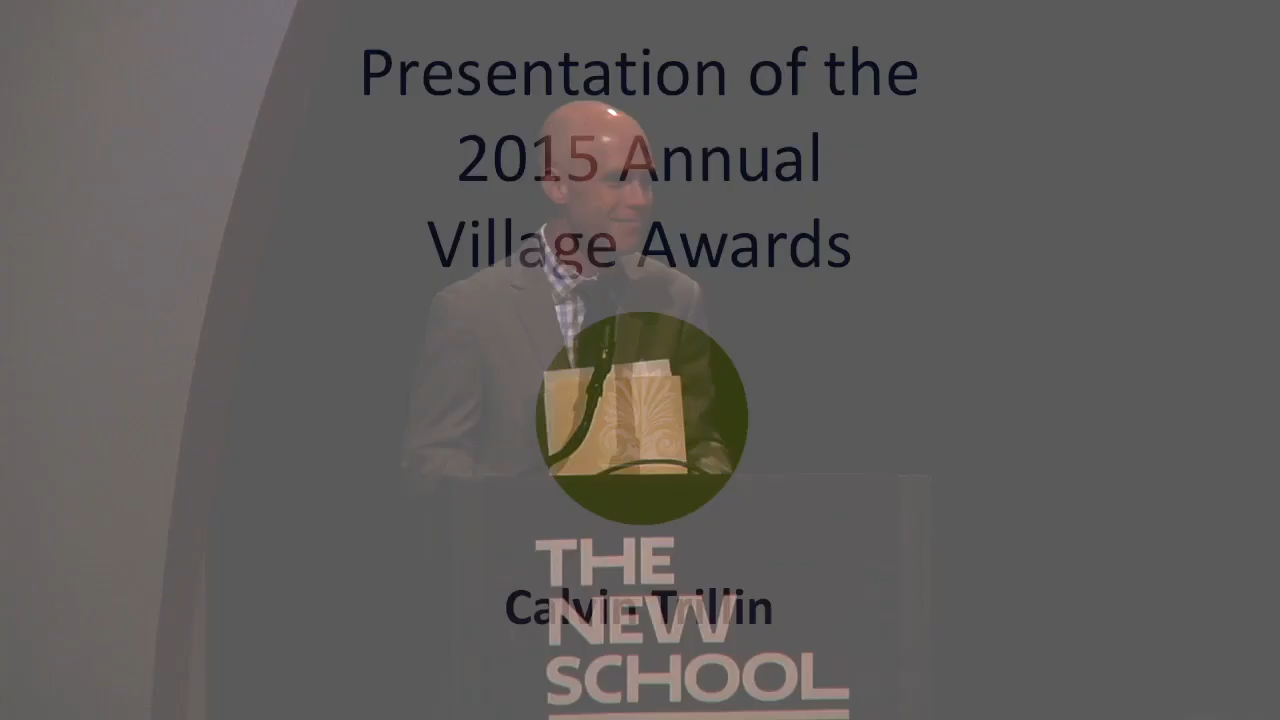 Presentation of the
2015 Annual
Village Awards
Calvin Trillin
THE
NEW
SCHOOL